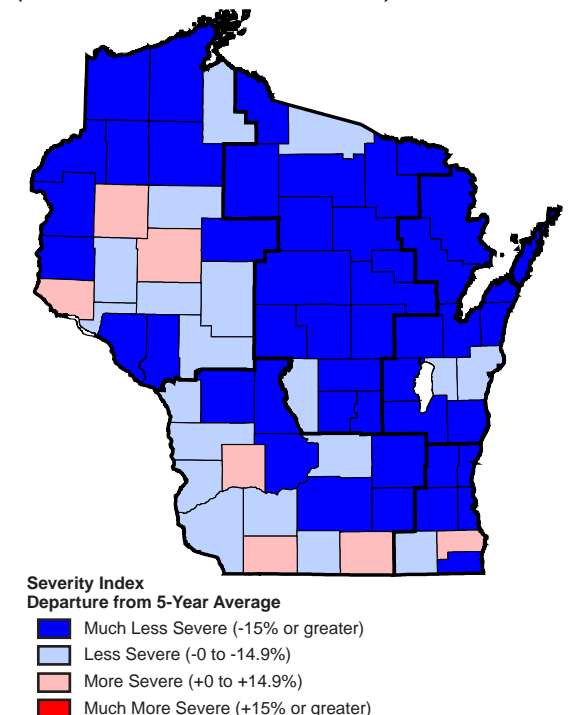 Severity Index
Departure from 5-Year Average
Much Less Severe (-15% or greater)
Less Severe (-0 to -14.9%)
More Severe (+0 to +14.9%)
Much More Severe (+15% or greater)